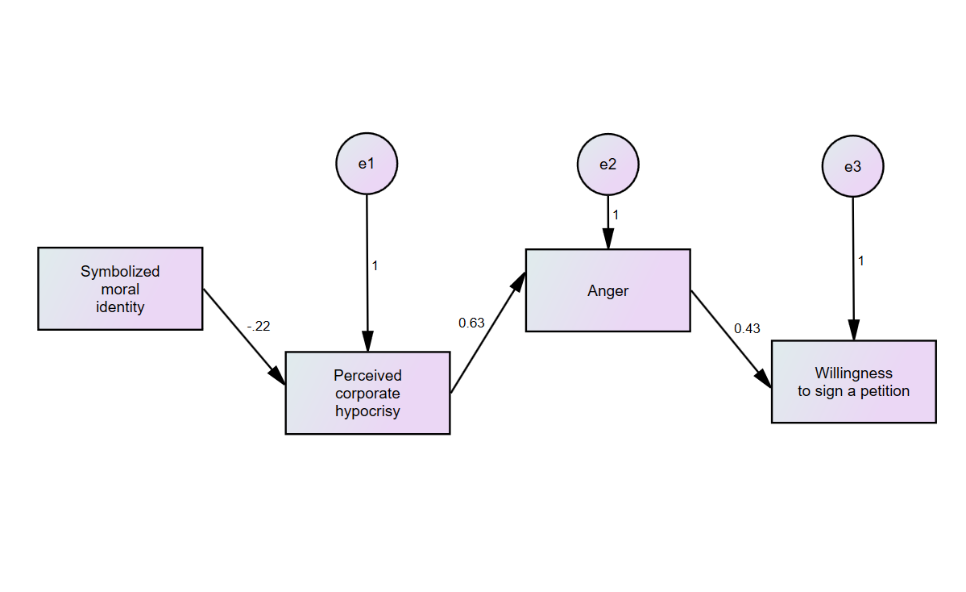 e1
e2
e3
1
1
1
Symbolized
moral
identity
-.22
Perceived
corporate
hypocrisy
0.63
Anger
0.43
Willingness
to sign a petition